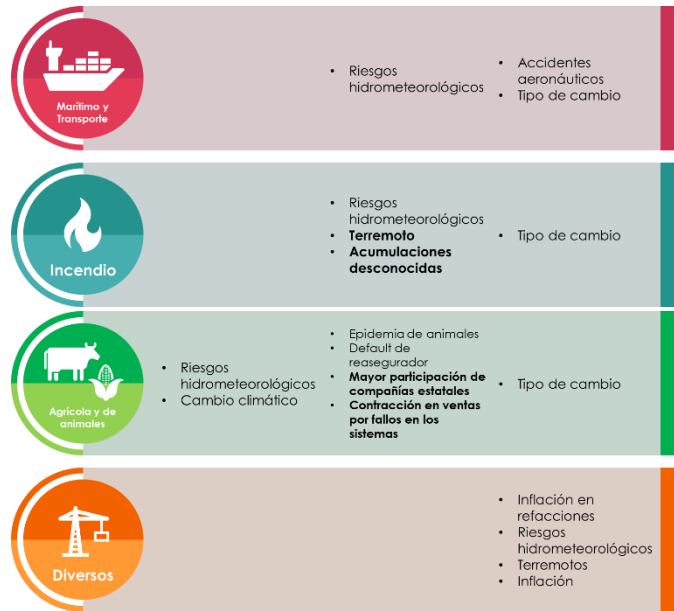 Marítimo y
Transporte
• Riesgos
hidrometeorológicos
• Accidentes
aeronáuticos
• Tipo de cambio
Incendio
• Riesgos
hidrometeorológicos
• Terremoto
• Acumulaciones
desconocidas
• Tipo de cambio
Agrícola y de
animales
• Riesgos
hidrometeorológicos
• Cambio climático
• Epidemia de animales
• Default de
reasegurador
• Mayor participación de
compañías estatales
• Contracción en ventas
por fallos en los
sistemas
• Tipo de cambio
Diversos
• Inflación en
refacciones
• Riesgos
hidrometeorológicos
• Terremotos
• Inflación